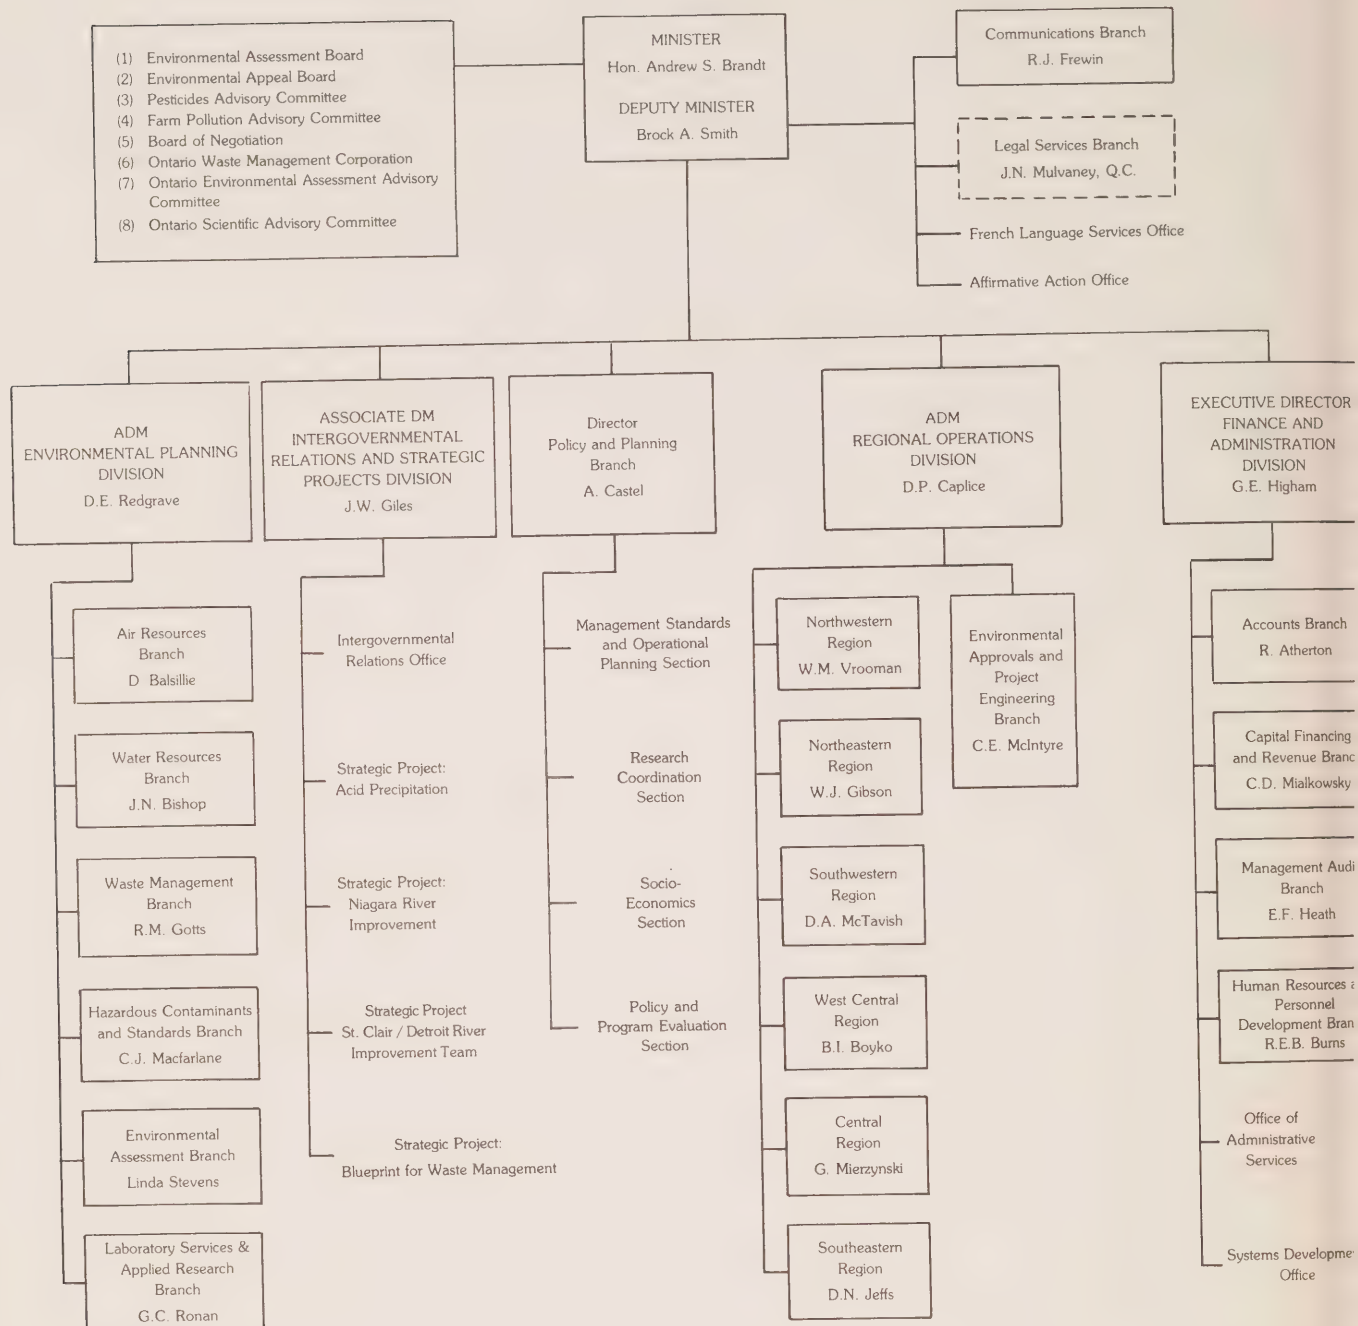 (1) Environmental Assessment Board
(2) Environmental Appeal Board
(3) Pesticides Advisory Committee
(4) Farm Pollution Advisory Committee
(5) Board of Negotiation
(6) Ontario Waste Management Corporation
(7) Ontario Environmental Assessment Advisory
Committee
(8) Ontario Scientific Advisory Committee
MINISTER
Hon. Andrew S. Brandt
DEPUTY MINISTER
Brock A. Smith
Communications Branch
R.J. Frewin
Legal Services Branch
J.N. Mulvaney, Q.C.
French Language Services Office
Affirmative Action Office
ADM
ENVIRONMENTAL PLANNING
DIVISION
D.E. Redgrave
ASSOCIATE DM
INTERGOVERNMENTAL
RELATIONS AND STRATEGIC
PROJECTS DIVISION
J.W. Giles
Director
Policy and Planning
Branch
A. Castel
ADM
REGIONAL OPERATIONS
DIVISION
D.P. Caplice
EXECUTIVE DIRECTOR
FINANCE AND
ADMINISTRATION
DIVISION
G.E. Higham
Air Resources
Branch
D Balsillie
Water Resources
Branch
J.N. Bishop
Waste Management
Branch
R.M. Gotts
Hazardous Contaminants
and Standards Branch
C.J. Macfarlane
Environmental
Assessment Branch
Linda Stevens
Laboratory Services &
Applied Research
Branch
G.C. Ronan
Intergovernmental
Relations Office
Strategic Project:
Acid Precipitation
Strategic Project:
Niagara River
Improvement
Strategic Project
St. Clair / Detroit River
Improvement Team
Strategic Project:
Blueprint for Waste Management
Management Standards
and Operational
Planning Section
Research
Coordination
Section
Socio-
Economics
Section
Policy and
Program Evaluation
Section
Northwestern
Region
W.M. Vrooman
Northeastern
Region
W.J. Gibson
Southwestern
Region
D.A. McTavish
West Central
Region
B.I. Boyko
Central
Region
G. Mierzynski
Southeastern
Region
D.N. Jeffs
Environmental
Approvals and
Project
Engineering
Branch
C.E. McIntyre
Accounts Branch
R. Atherton
Capital Financing
and Revenue Branc
C.D. Mialkowsky
Management Audi
Branch
E.F. Heath
Human Resources a
Personnel
Development Bran
R.E.B. Burns
Office of
Administrative
Services
Systems Developme
Office